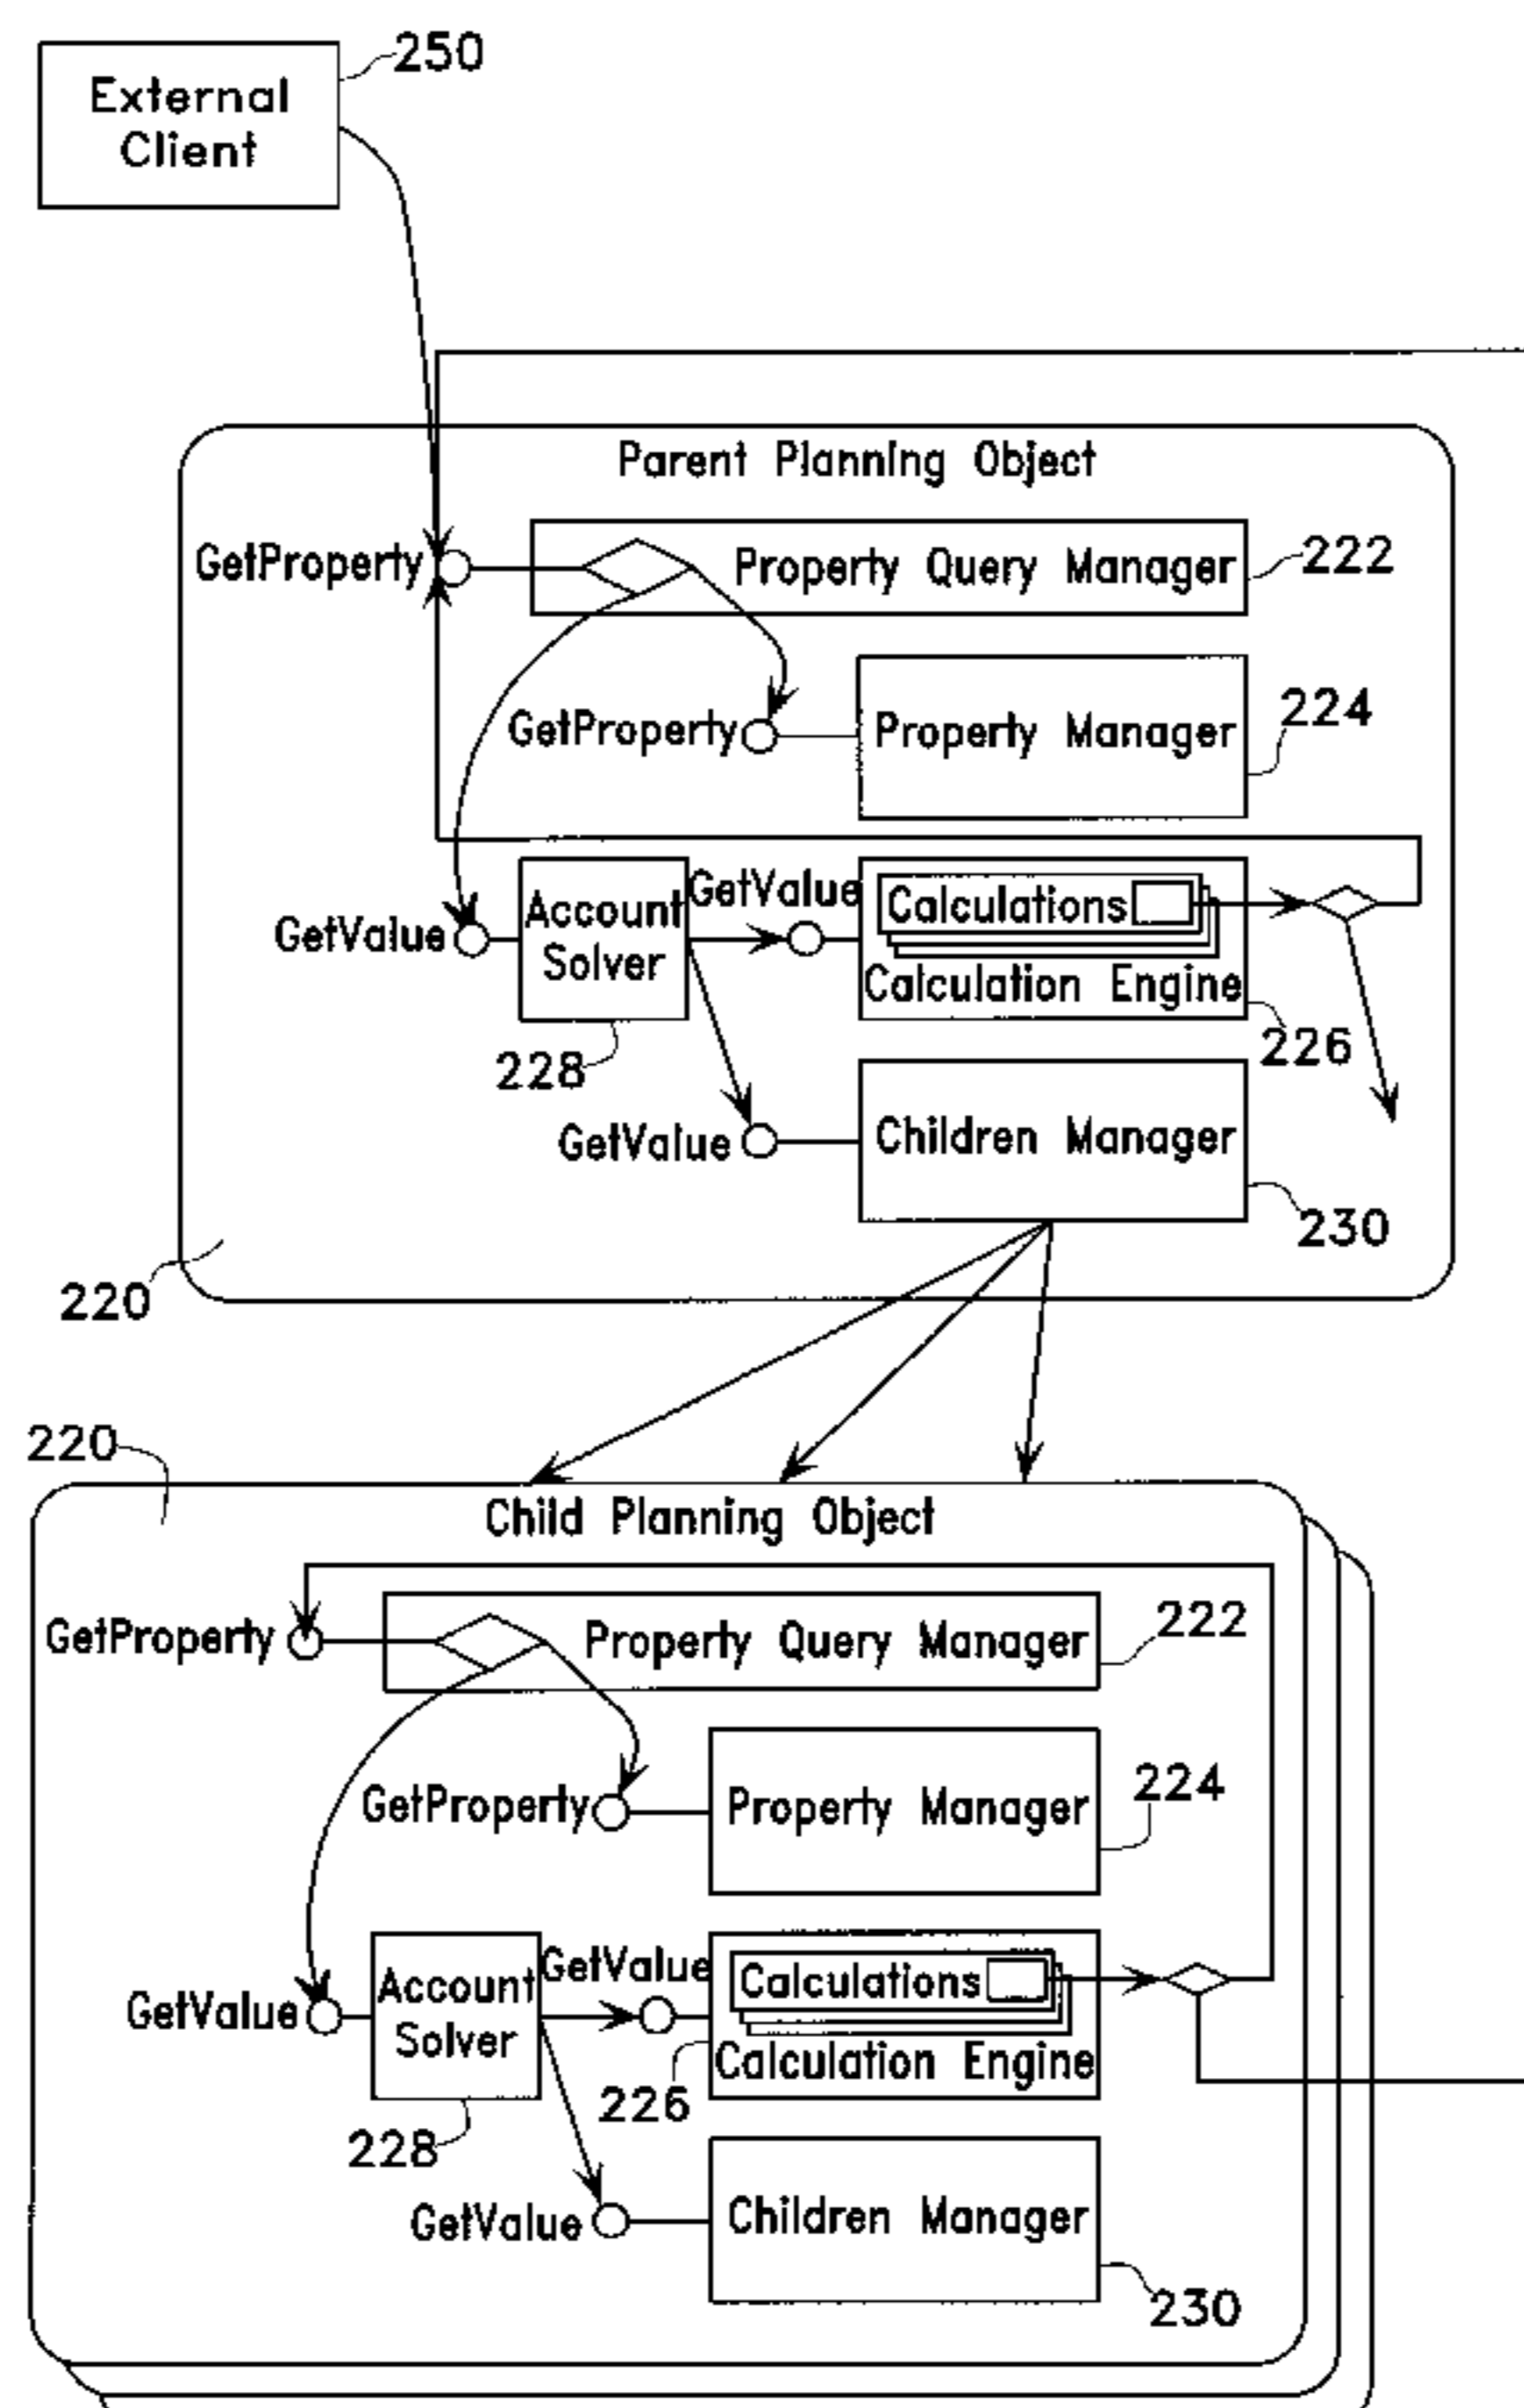 250
External
Client
Parent Planning Object
GetProperty
Property Query Manager
222
GetProperty
Property Manager
224
GetValue
Account
Solver
GetValue
Calculations
Calculation Engine
226
228
GetValue
Children Manager
230
220
220
Child Planning Object
GetProperty
Property Query Manager
222
GetProperty
Property Manager
224
GetValue
Account
Solver
GetValue
Calculations
Calculation Engine
226
228
GetValue
Children Manager
230